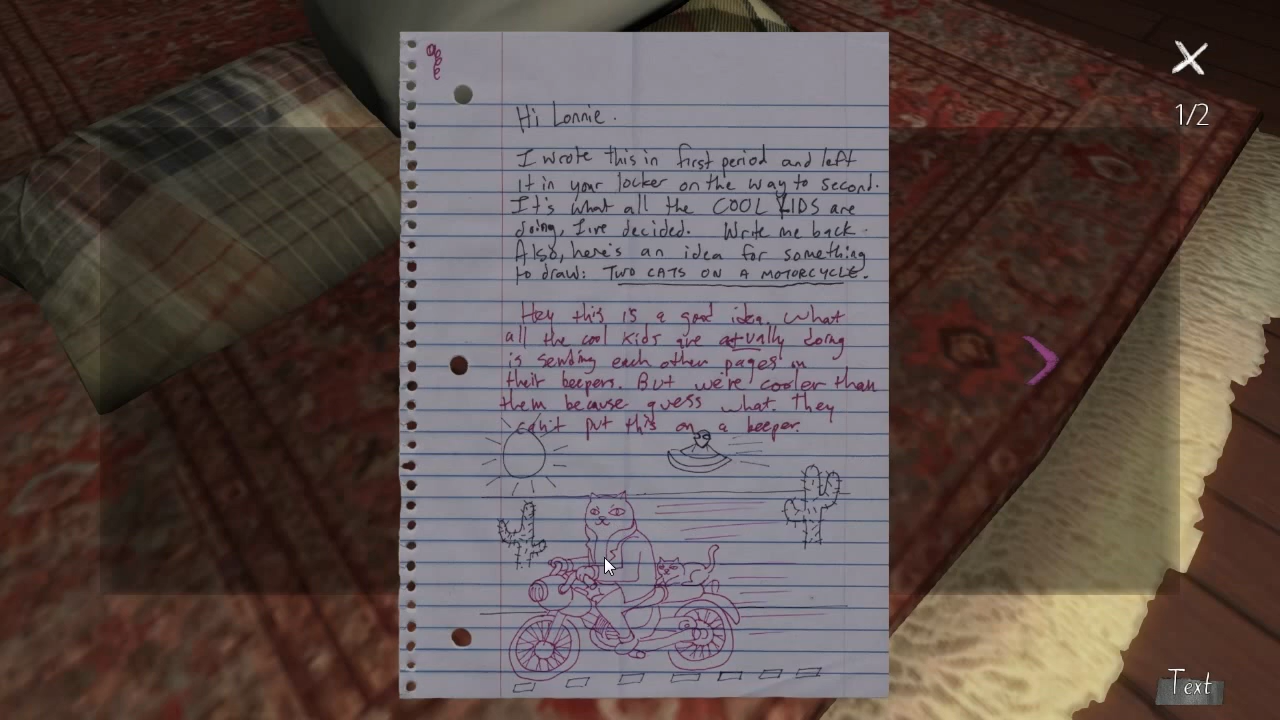 1/2
Hi Lonnie.
I wrote this in first period and left
it in your locker on the way to second.
It's what all the COOL KIDS are
doing, I've decided. Write me back.
Also, here's an idea for something
to draw: TWO CATS ON A MOTORCYCLE.
Hey this is a good idea. What
all the cool kids are actually doing
is sending each other pages on
their beepers. But we're cooler than
them because guess what. They
can't put this on a beeper.
Text